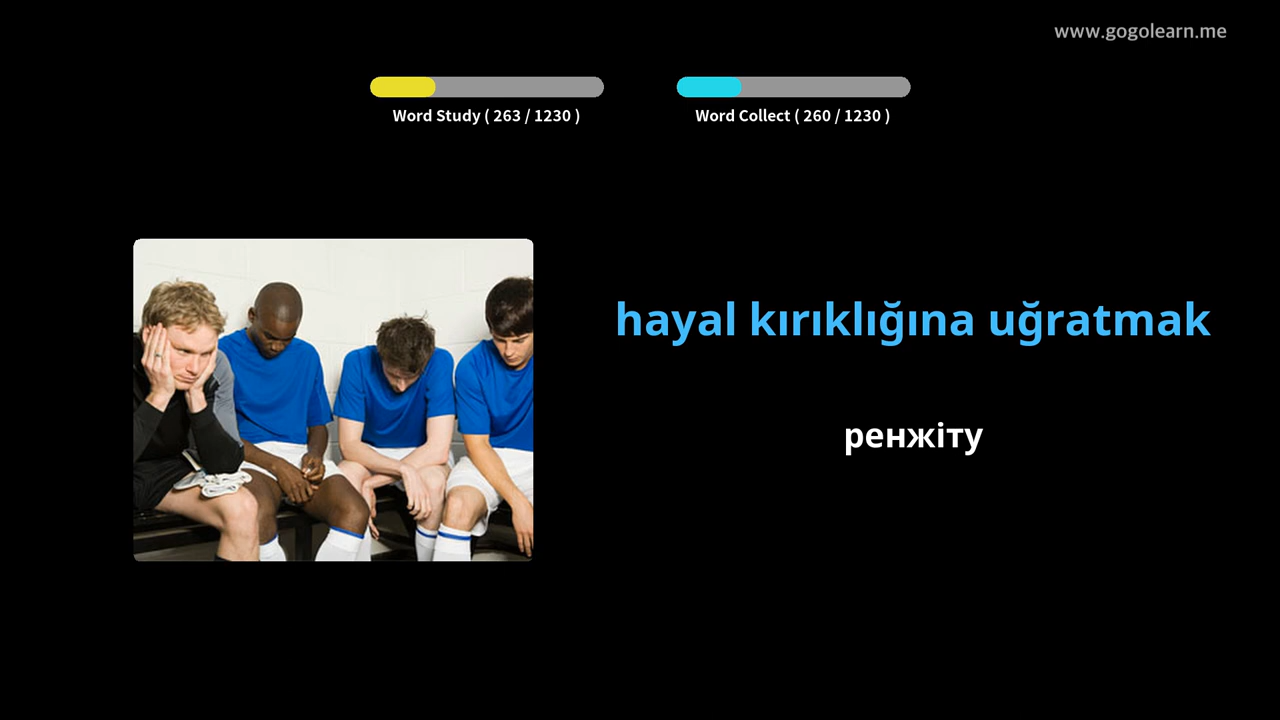 www.gogolearn.me
Word Study ( 263 / 1230 )
Word Collect ( 260 / 1230 )
hayal kırıklığına uğratmak
ренжіту